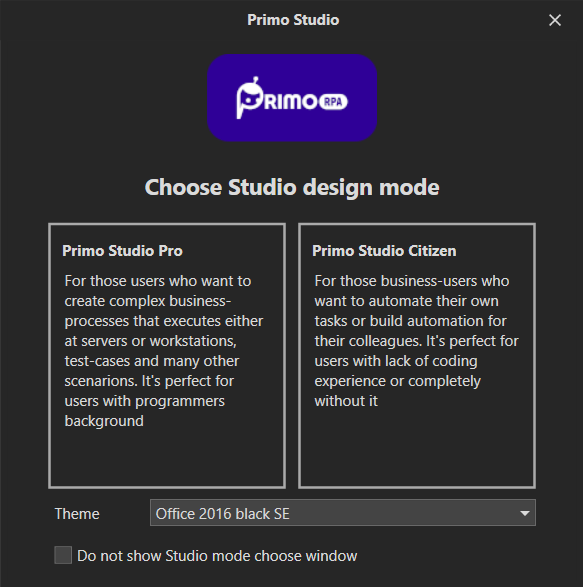 Primo Studio
PRIMO RPA
Choose Studio design mode
Primo Studio Pro
For those users who want to
create complex business-
processes that executes either
at servers or workstations,
test-cases and many other
scenarions. It's perfect for
users with programmers
background
Primo Studio Citizen
For those business-users who
want to automate their own
tasks or build automation for
their colleagues. It's perfect for
users with lack of coding
experience or completely
without it
Theme
Office 2016 black SE
Do not show Studio mode choose window